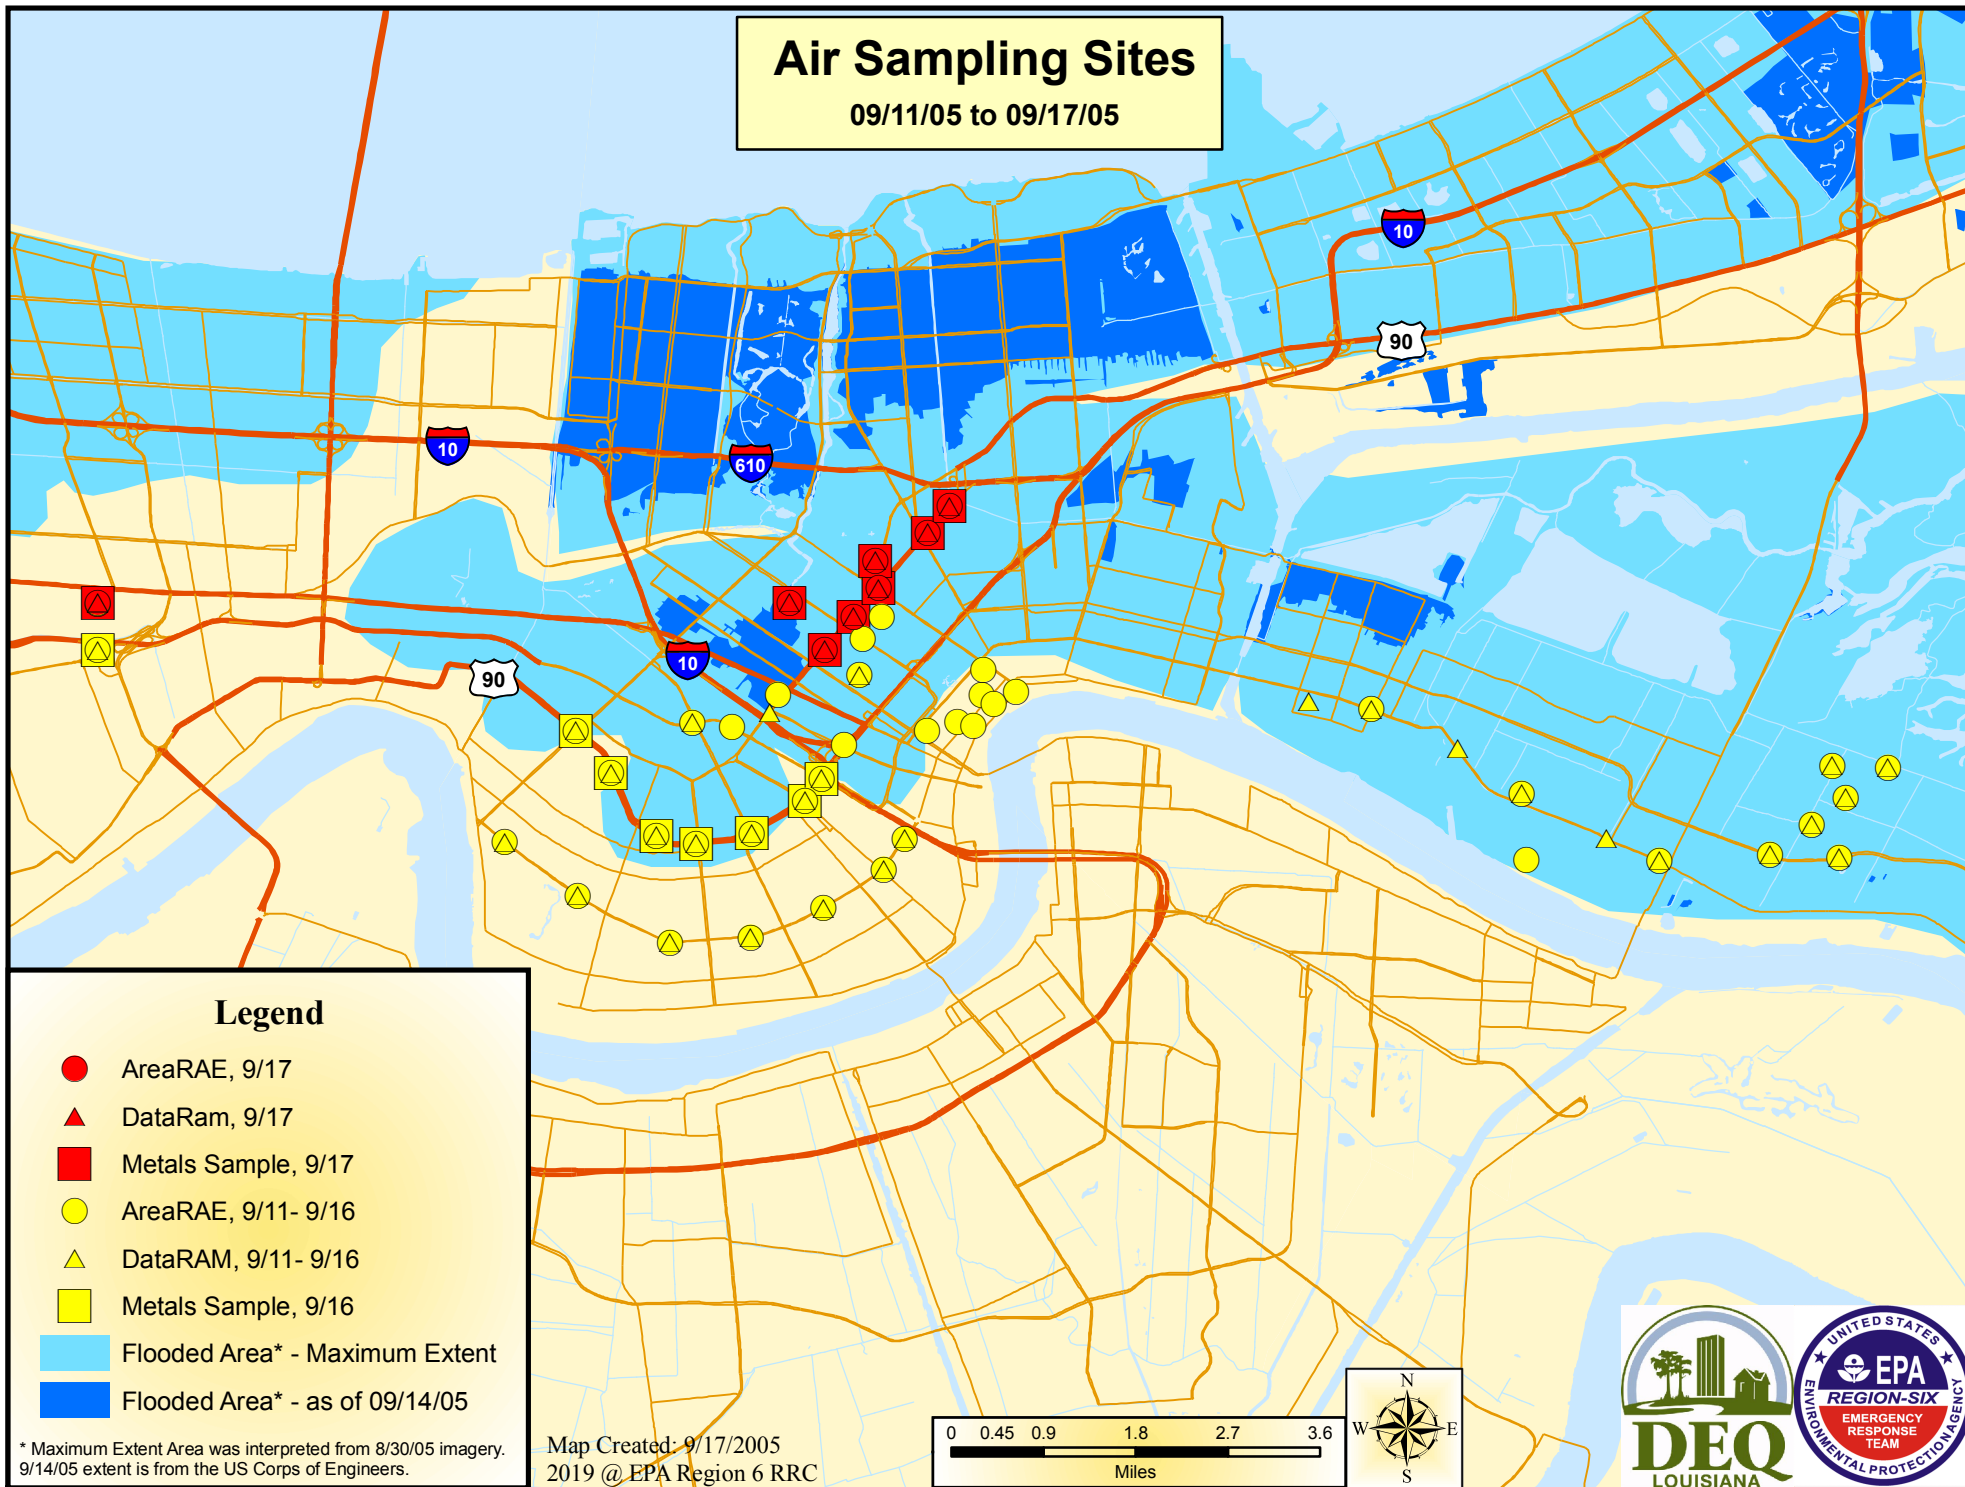 Air Sampling Sites
09/11/05 to 09/17/05
10
90
10
610
10
90
Legend
AreaRAE, 9/17
DataRam, 9/17
Metals Sample, 9/17
AreaRAE, 9/11- 9/16
DataRAM, 9/11- 9/16
Metals Sample, 9/16
Flooded Area* - Maximum Extent
Flooded Area* - as of 09/14/05
* Maximum Extent Area was interpreted from 8/30/05 imagery.
9/14/05 extent is from the US Corps of Engineers.
Map Created: 9/17/2005
2019 @ EPA Region 6 RRC
0 0.45 0.9 1.8 2.7 3.6
Miles
N
W E
S
DEQ
LOUISIANA
UNITED STATES
EPA
REGION-SIX
EMERGENCY
RESPONSE
TEAM
ENVIRONMENTAL PROTECTION AGENCY